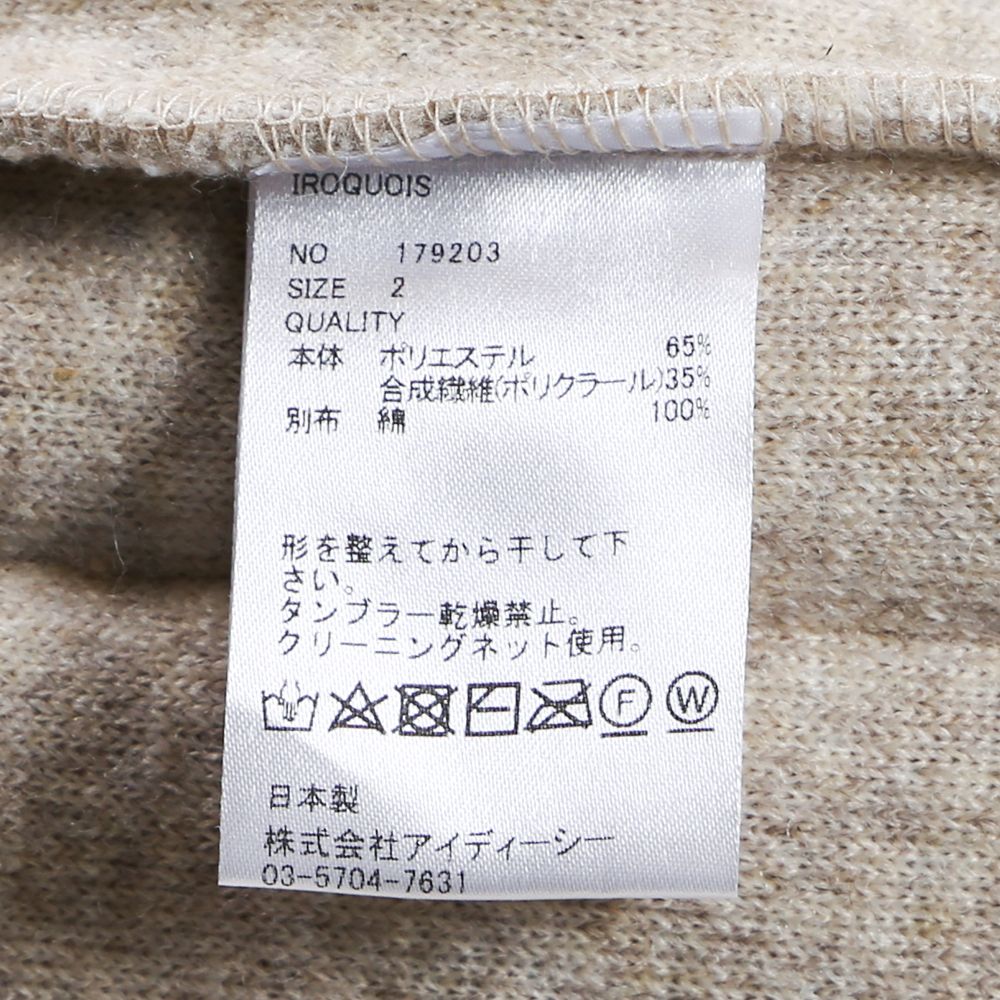 IROQUOIS
NO 179203
SIZE 2
QUALITY
本体 ポリエステル 65%
合成繊維(ポリクラール)35%
別布 綿 100%
形を整えてから干して下
さい。
タンブラー乾燥禁止。
クリーニングネット使用。
F W
日本製
株式会社アイディーシー
03-5704-7631